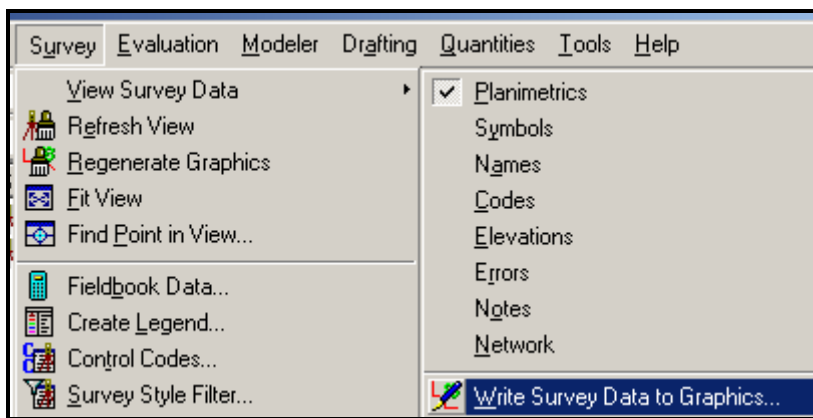 Survey Evaluation Modeler Drafting Quantities Tools Help
View Survey Data
Refresh View
Regenerate Graphics
Fit View
Find Point in View...
Fieldbook Data...
Create Legend...
Control Codes...
Survey Style Filter...
Planimetrics
Symbols
Names
Codes
Elevations
Errors
Notes
Network
Write Survey Data to Graphics...